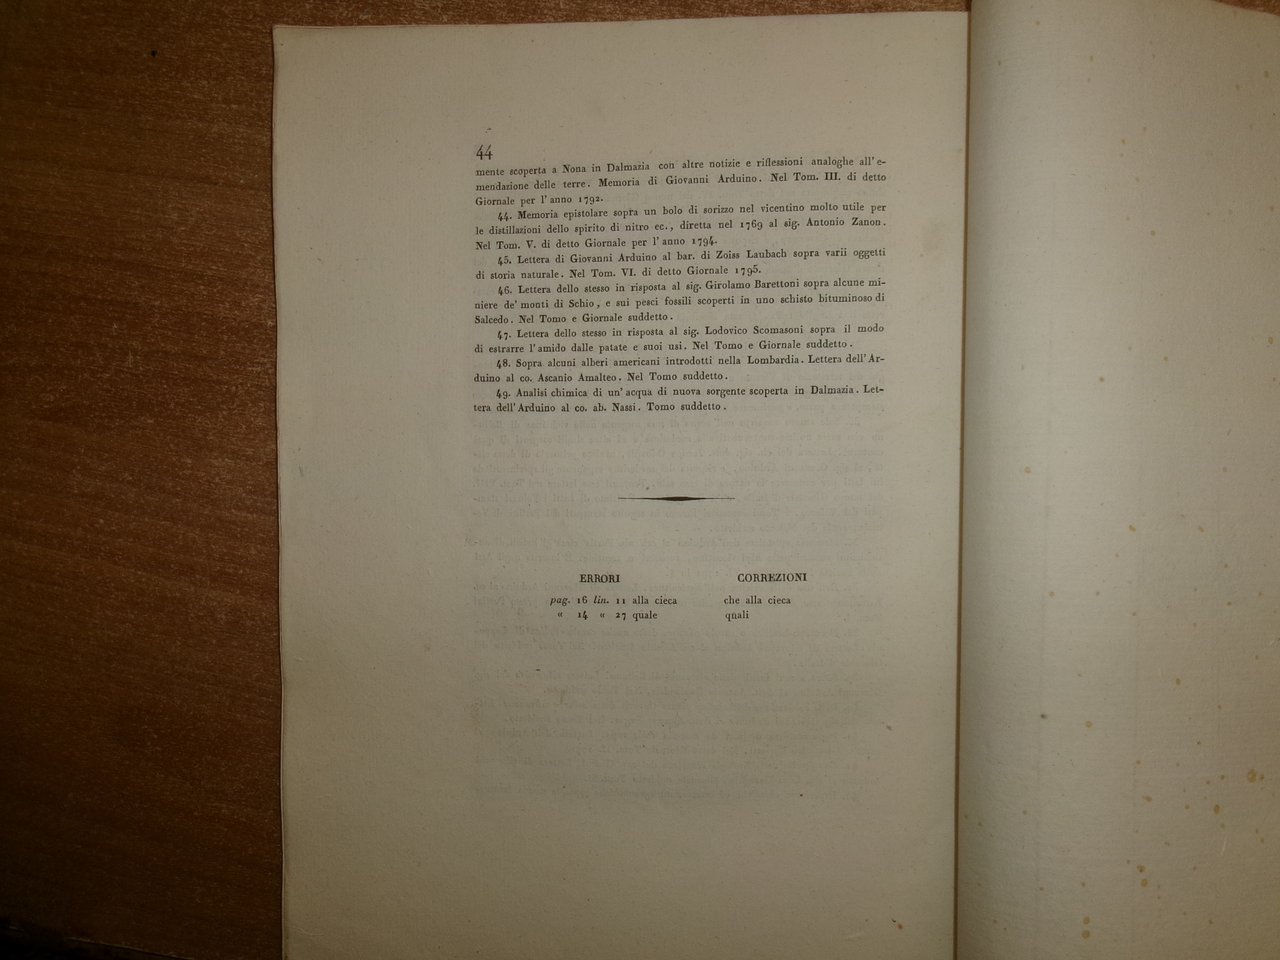 44
mente scoperta a Nona in Dalmazia con altre notizie e riflessioni analoghe all' e-
mendazione delle terre. Memoria di Giovanni Arduino. Nel Tom. III. di detto
Giornale per l' anno 1792.
44. Memoria epistolare sopra un bolo di sorizzo nel vicentino molto utile per
le distillazioni dello spirito di nitro ec., diretta nel 1769 al sig. Antonio Zanon.
Nel Tom. V. di detto Giornale per l' anno 1794.
45. Lettera di Giovanni Arduino al bar. di Zoiss Laubach sopra varii oggetti
di storia naturale. Nel Tom. VI. di detto Giornale 1795.
46. Lettera dello stesso in risposta al sig. Girolamo Barettoni sopra alcune mi-
niere de' monti di Schio, e sui pesci fossili scoperti in uno schisto bituminoso di
Salcedo. Nel Tomo e Giornale suddetto.
47. Lettera dello stesso in risposta al sig. Lodovico Scomasoni sopra il modo
di estrarre l' amido dalle patate e suoi usi. Nel Tomo e Giornale suddetto.
48. Sopra alcuni alberi americani introdotti nella Lombardia. Lettera dell' Ar-
duino al co. Ascanio Amalteo. Nel Tomo suddetto.
49. Analisi chimica di un' acqua di nuova sorgente scoperta in Dalmazia. Let-
tera dell' Arduino al co. ab. Nassi. Tomo suddetto.
ERRORI CORREZIONI
pag. 16 lin. 11 alla cieca che alla cieca
« 14 « 27 quale quali